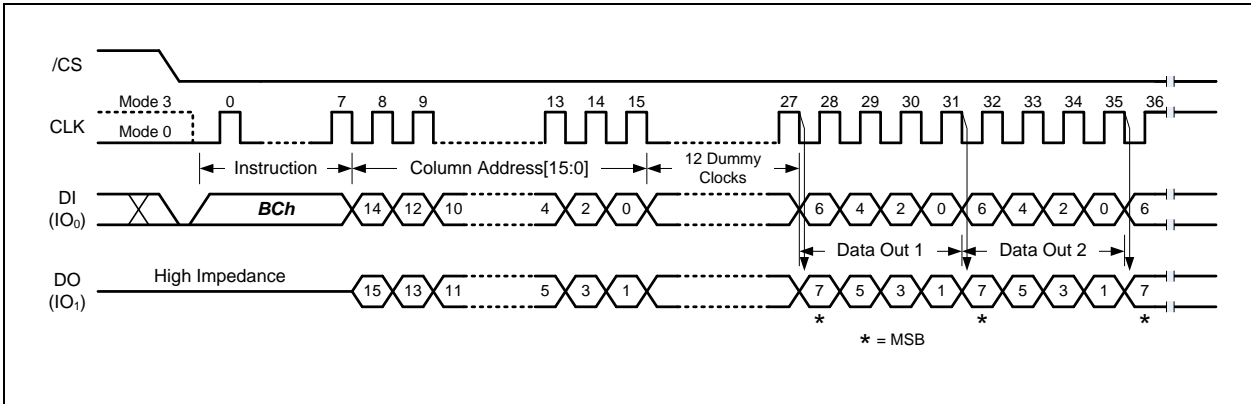 /CS
Mode 3 0 7 8 9 13 14 15 27 28 29 30 31 32 33 34 35 36
CLK
Mode 0
Instruction Column Address[15:0] 12 Dummy Clocks
DI (IO0) BCh 14 12 10 4 2 0 6 4 2 0 6 4 2 0 6
Data Out 1 Data Out 2
High Impedance
DO (IO1) 15 13 11 5 3 1 7 5 3 1 7 5 3 1 7
* * *
* = MSB